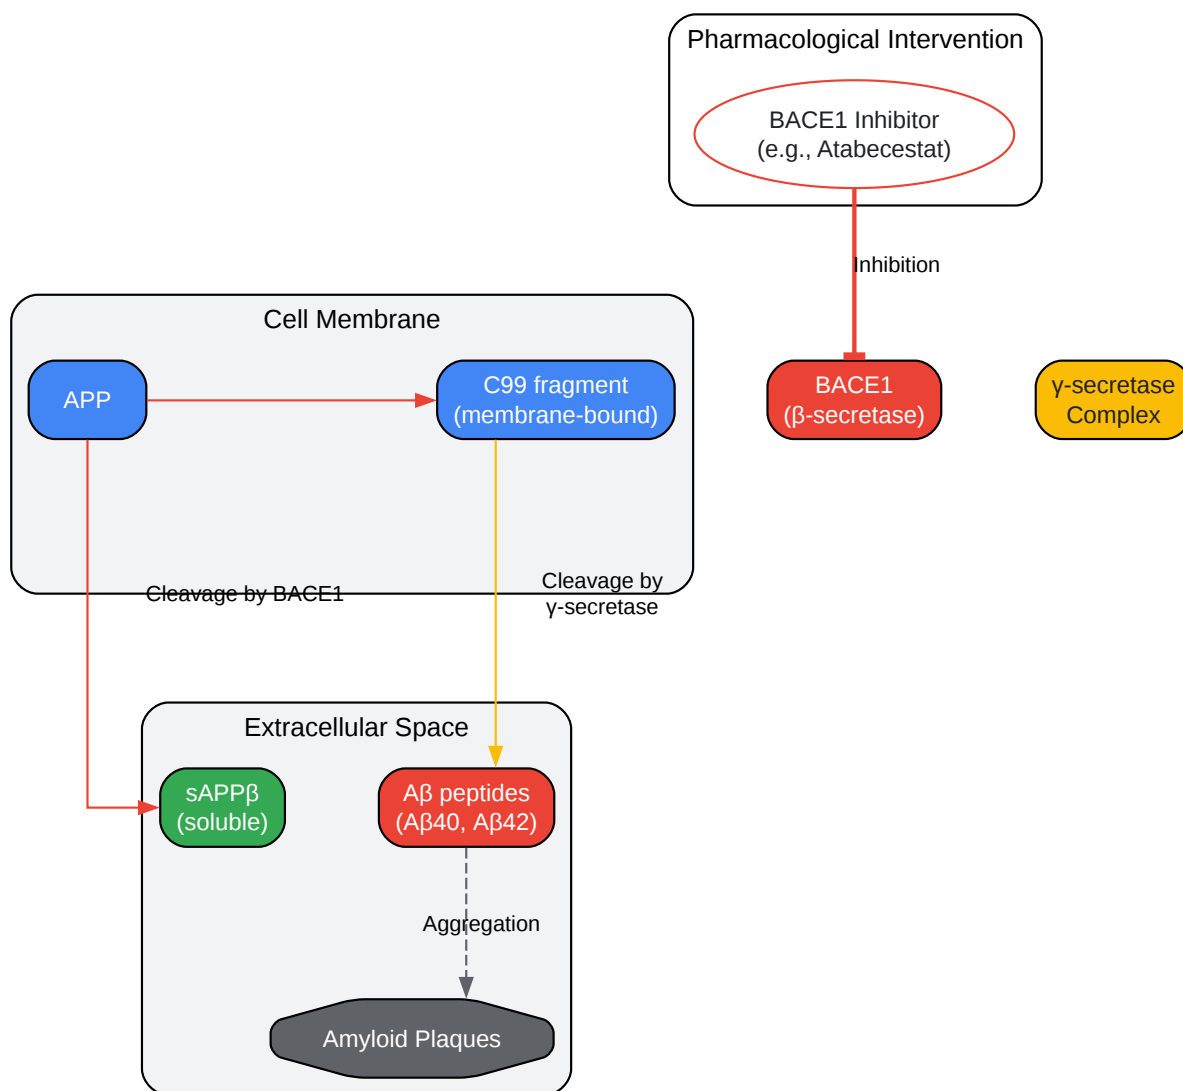 Pharmacological Intervention
BACE1 Inhibitor
(e.g., Atabecestat)
Inhibition
Cell Membrane
APP
C99 fragment
(membrane-bound)
BACE1
(β-secretase)
γ-secretase
Complex
Cleavage by BACE1
Cleavage by
γ-secretase
Extracellular Space
sAPPβ
(soluble)
Aβ peptides
(Aβ40, Aβ42)
Aggregation
Amyloid Plaques